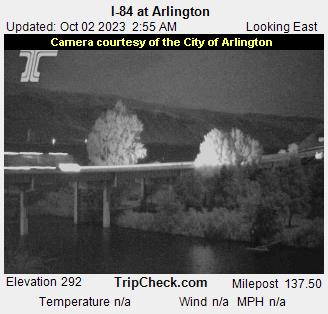 I-84 at Arlington
Updated: Oct 02 2023 2:55 AM Looking East
Camera courtesy of the City of Arlington
Elevation 292 TripCheck.com Milepost 137.50
Temperature n/a Wind n/a MPH n/a